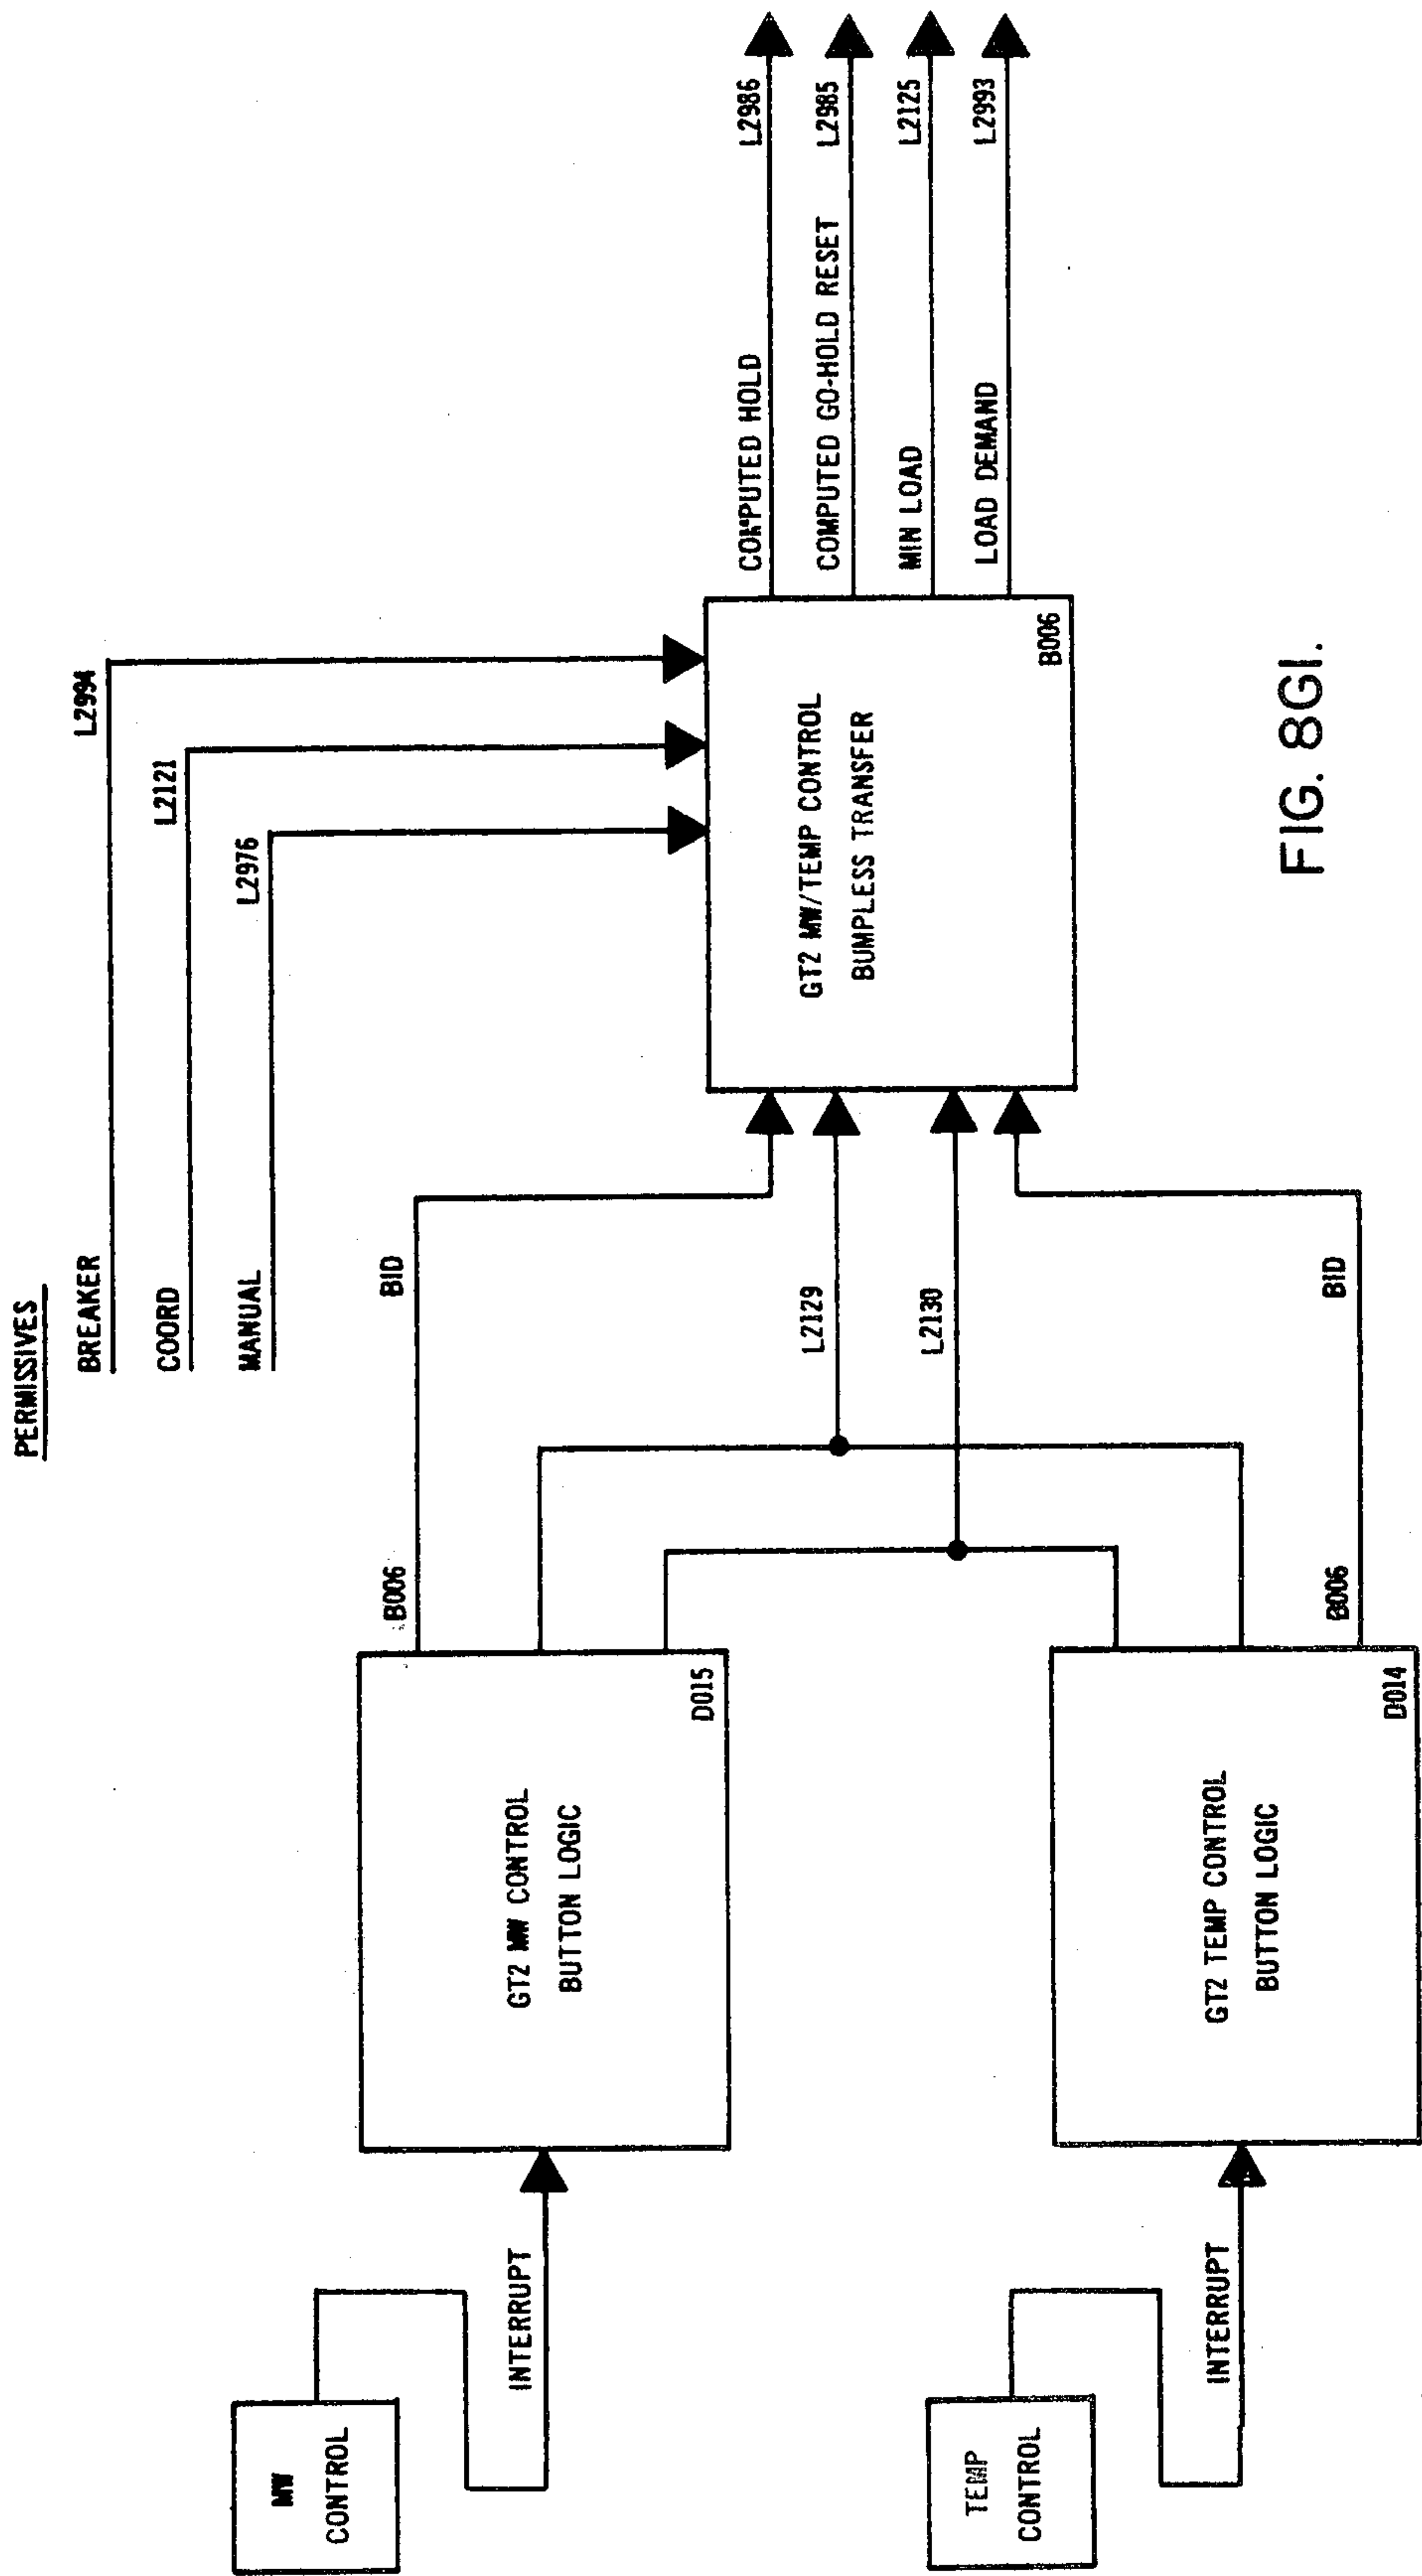 PERMISSIVES
BREAKER
L2994
COORD
L2121
MANUAL
L2976
MW
CONTROL
INTERRUPT
GT2 MW CONTROL
BUTTON LOGIC
D015
B006
BID
L2129
L2130
TEMP
CONTROL
INTERRUPT
GT2 TEMP CONTROL
BUTTON LOGIC
D014
B006
BID
GT2 MW/TEMP CONTROL
BUMPLESS TRANSFER
B006
COMPUTED HOLD
L2986
COMPUTED GO-HOLD RESET
L2985
MIN LOAD
L2125
LOAD DEMAND
L2993
FIG. 8G1.